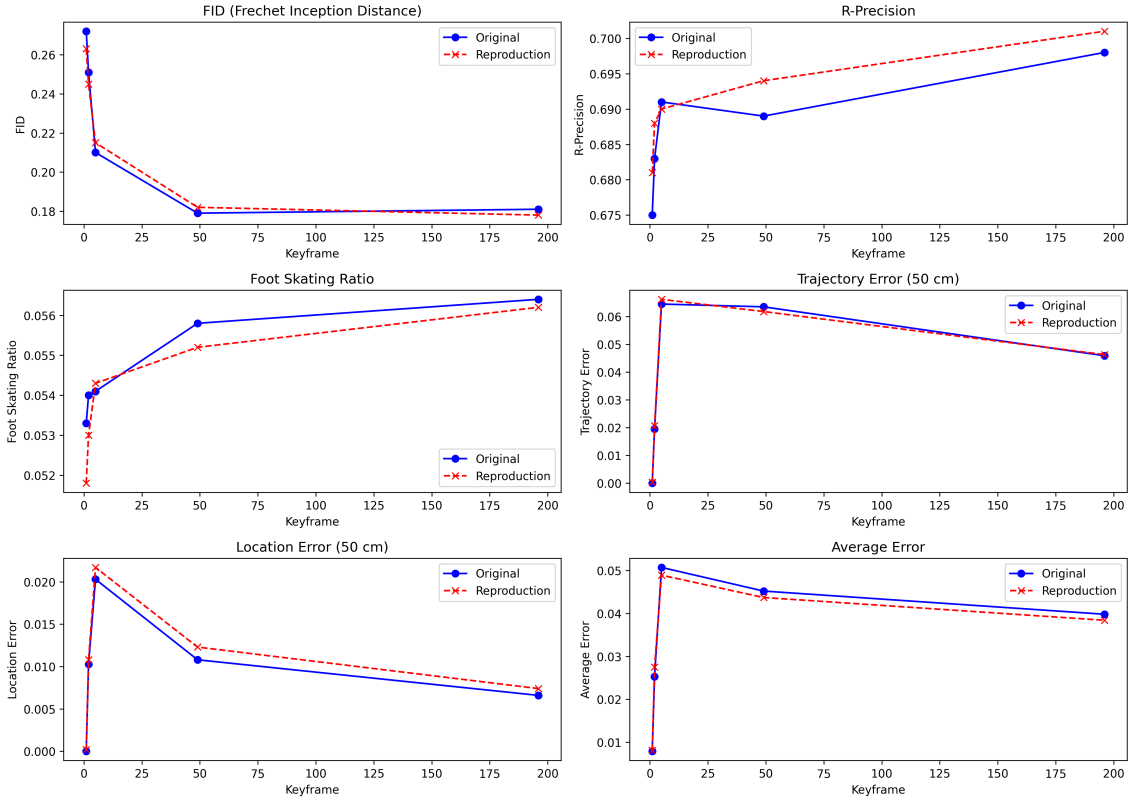 FID (Frechet Inception Distance)
Original
Reproduction
0.26
0.24
0.22
0.20
0.18
FID
0 25 50 75 100 125 150 175 200
Keyframe
R-Precision
Original
Reproduction
0.700
0.695
0.690
0.685
0.680
0.675
R-Precision
0 25 50 75 100 125 150 175 200
Keyframe
Foot Skating Ratio
0.056
0.055
0.054
0.053
0.052
Foot Skating Ratio
Original
Reproduction
0 25 50 75 100 125 150 175 200
Keyframe
Trajectory Error (50 cm)
Original
Reproduction
0.06
0.05
0.04
0.03
0.02
0.01
0.00
Trajectory Error
0 25 50 75 100 125 150 175 200
Keyframe
Location Error (50 cm)
Original
Reproduction
0.020
0.015
0.010
0.005
0.000
Location Error
0 25 50 75 100 125 150 175 200
Keyframe
Average Error
Original
Reproduction
0.05
0.04
0.03
0.02
0.01
Average Error
0 25 50 75 100 125 150 175 200
Keyframe